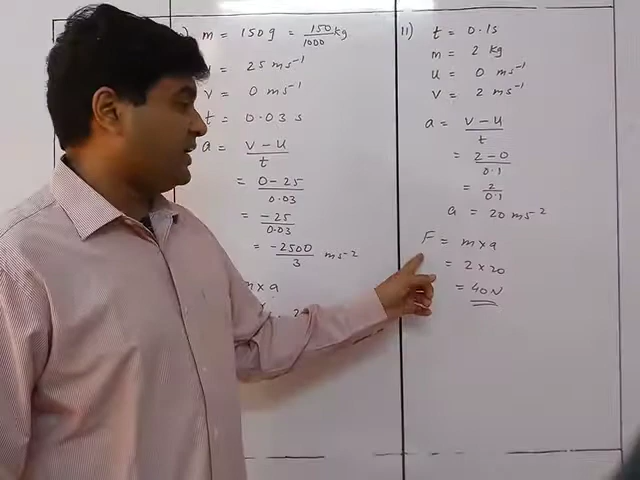 ) m = 150g = 150/1000 kg
u = 25 ms⁻¹
v = 0 ms⁻¹
t = 0.03 s
a = v-u/t
= 0-25/0.03
= -25/0.03
= -2500/3 ms-2
m x a
11) t = 0.1s
m = 2 kg
u = 0 ms⁻¹
v = 2 ms⁻¹
a = v-u/t
= 2-0/0.1
= 2/0.1
a = 20 ms-2
F = m x a
= 2 x 20
= 40N